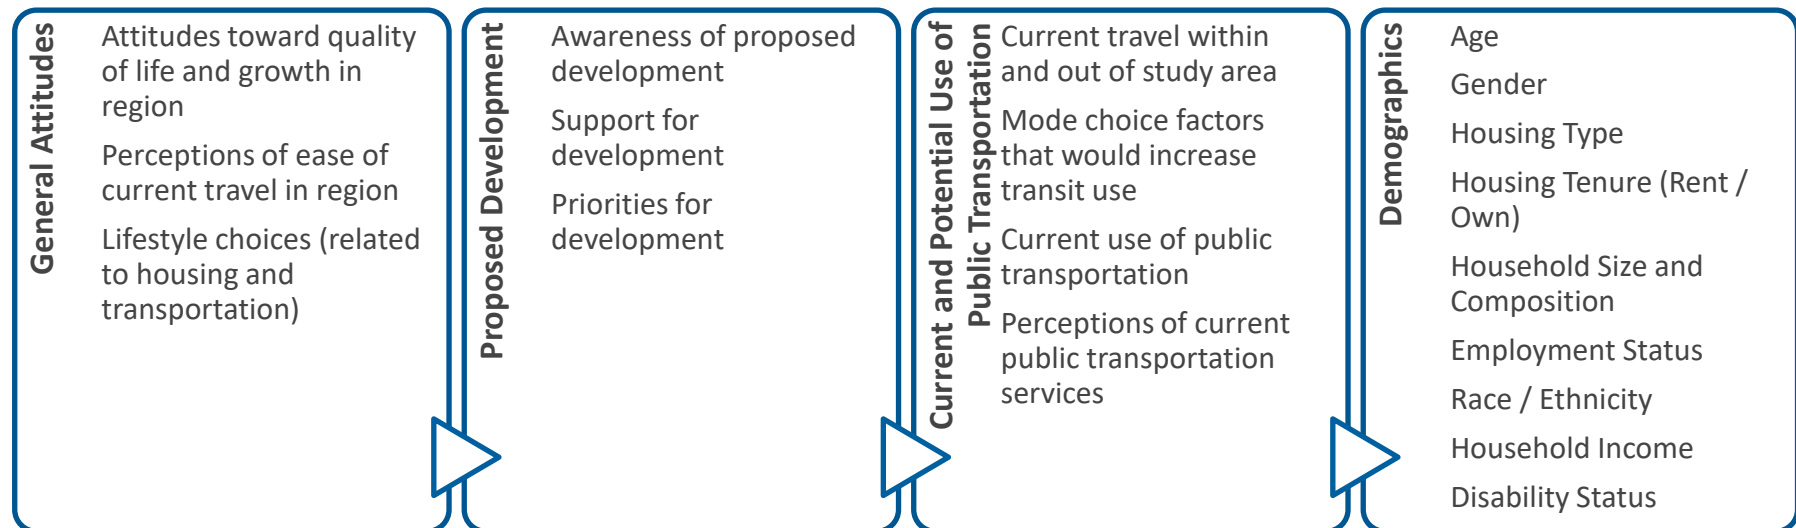 General Attitudes
Attitudes toward quality
of life and growth in
region
Perceptions of ease of
current travel in region
Lifestyle choices (related
to housing and
transportation)
Proposed Development
Awareness of proposed
development
Support for
development
Priorities for
development
Current and Potential Use of
Public Transportation
Current travel within
and out of study area
Mode choice factors
that would increase
transit use
Current use of public
transportation
Perceptions of current
public transportation
services
Demographics
Age
Gender
Housing Type
Housing Tenure (Rent /
Own)
Household Size and
Composition
Employment Status
Race / Ethnicity
Household Income
Disability Status